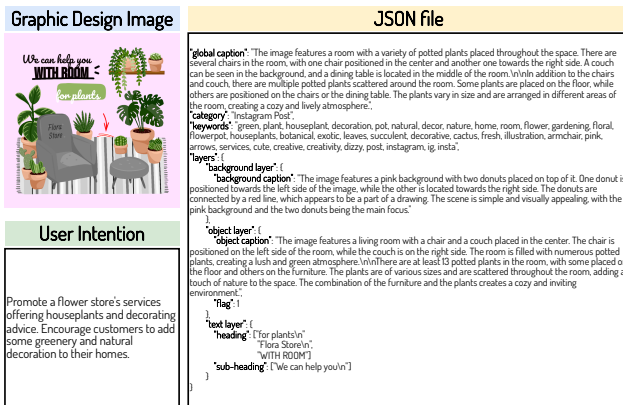 Graphic Design Image
We can help you
WITH ROOM
for plants
Flora
Store
User Intention
Promote a flower store's services
offering houseplants and decorating
advice. Encourage customers to add
some greenery and natural
decoration to their homes.
JSON file
"global caption": "The image features a room with a variety of potted plants placed throughout the space. There are
several chairs in the room, with one chair positioned in the center and another one towards the right side. A couch
can be seen in the background, and a dining table is located in the middle of the room.\n\nIn addition to the chairs
and couch, there are multiple potted plants scattered around the room. Some plants are placed on the floor, while
others are positioned on the chairs or the dining table. The plants vary in size and are arranged in different areas of
the room, creating a cozy and lively atmosphere.",
"category": "Instagram Post",
"keywords": "green, plant, houseplant, decoration, pot, natural, decor, nature, home, room, flower, gardening, floral,
flowerpot, houseplants, botanical, exotic, leaves, succulent, decorative, cactus, fresh, illustration, armchair, pink,
arrows, services, cute, creative, creativity, dizzy, post, instagram, ig, insta",
"layers": {
"background layer": {
"background caption": "The image features a pink background with two donuts placed on top of it. One donut is
positioned towards the left side of the image, while the other is located towards the right side. The donuts are
connected by a red line, which appears to be a part of a drawing. The scene is simple and visually appealing, with the
pink background and the two donuts being the main focus."
},
"object layer": {
"object caption": "The image features a living room with a chair and a couch placed in the center. The chair is
positioned on the left side of the room, while the couch is on the right side. The room is filled with numerous potted
plants, creating a lush and green atmosphere.\n\nThere are at least 13 potted plants in the room, with some placed o
the floor and others on the furniture. The plants are of various sizes and are scattered throughout the room, adding a
touch of nature to the space. The combination of the furniture and the plants creates a cozy and inviting
environment.",
"flag": 1
},
"text layer": {
"heading": ["for plants\n"
"Flora Store\n",
"WITH ROOM"]
"sub-heading": ["We can help you\n"]
}
}